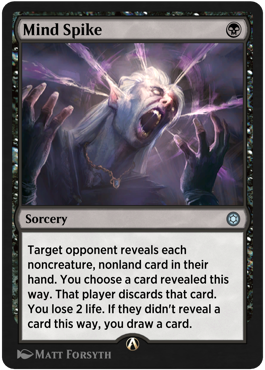 Mind Spike
Sorcery
Target opponent reveals each
noncreature, nonland card in their
hand. You choose a card revealed this
way. That player discards that card.
You lose 2 life. If they didn't reveal a
card this way, you draw a card.
Matt Forsyth